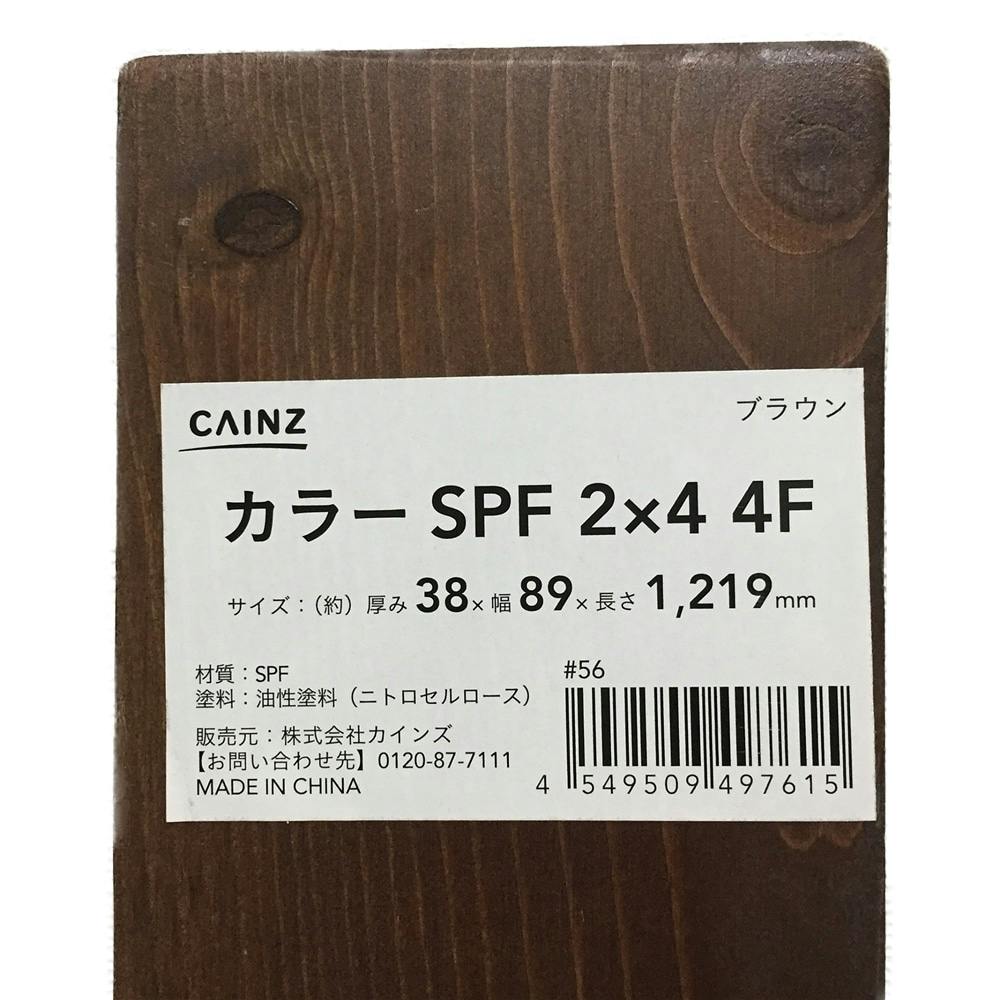 CAINZ
ブラウン
カラー SPF 2×4 4F
サイズ：（約）厚み 38× 幅 89× 長さ 1,219mm
材質：SPF
塗料：油性塗料（ニトロセルロース）
販売元：株式会社カインズ
【お問い合わせ先】0120-87-7111
MADE IN CHINA
#56
4 549509 497615